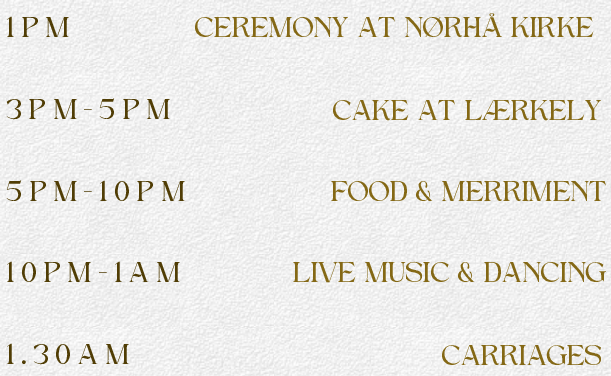 1PM CEREMONY AT NØRHÅ KIRKE
3PM-5PM CAKE AT LÆRKELY
5PM-10PM FOOD & MERRIMENT
10PM-1AM LIVE MUSIC & DANCING
1.30AM CARRIAGES